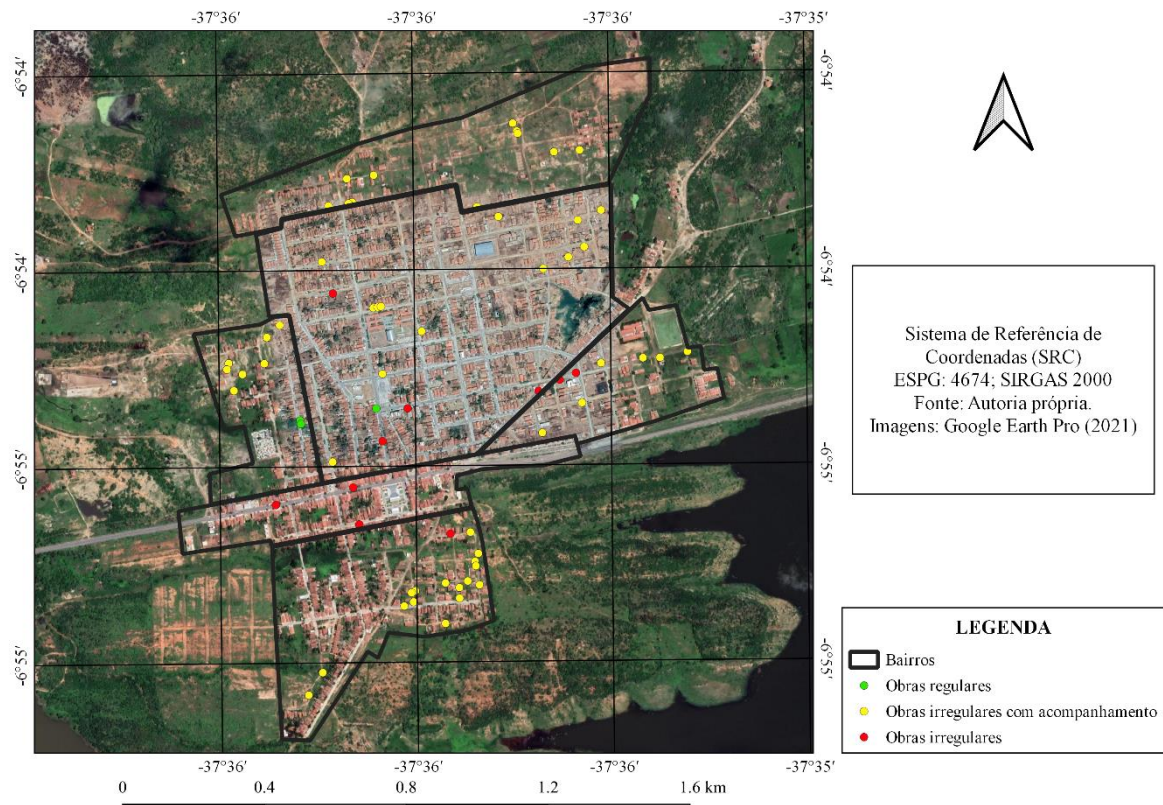 -37°36′
-37°36′
-37°36′
-37°35′
-6°54′
-6°54′
-6°54′
-6°54′
Sistema de Referência de
Coordenadas (SRC)
ESPG: 4674; SIRGAS 2000
Fonte: Autoria própria.
Imagens: Google Earth Pro (2021)
-6°55′
-6°55′
-6°55′
-6°55′
LEGENDA
Bairros
Obras regulares
Obras irregulares com acompanhamento
Obras irregulares
-37°36′
-37°36′
-37°36′
-37°35′
0
0.4
0.8
1.2
1.6 km